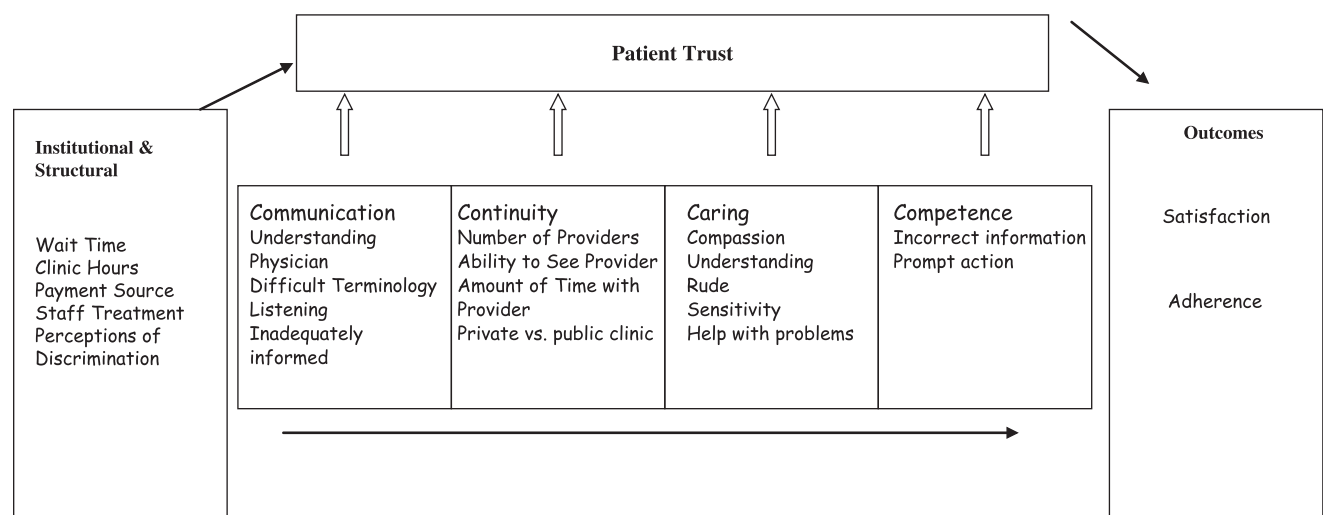 Patient Trust
Institutional &
Structural
Wait Time
Clinic Hours
Payment Source
Staff Treatment
Perceptions of
Discrimination
Communication
Understanding
Physician
Difficult Terminology
Listening
Inadequately
informed
Continuity
Number of Providers
Ability to See Provider
Amount of Time with
Provider
Private vs. public clinic
Caring
Compassion
Understanding
Rude
Sensitivity
Help with problems
Competence
Incorrect information
Prompt action
Outcomes
Satisfaction
Adherence